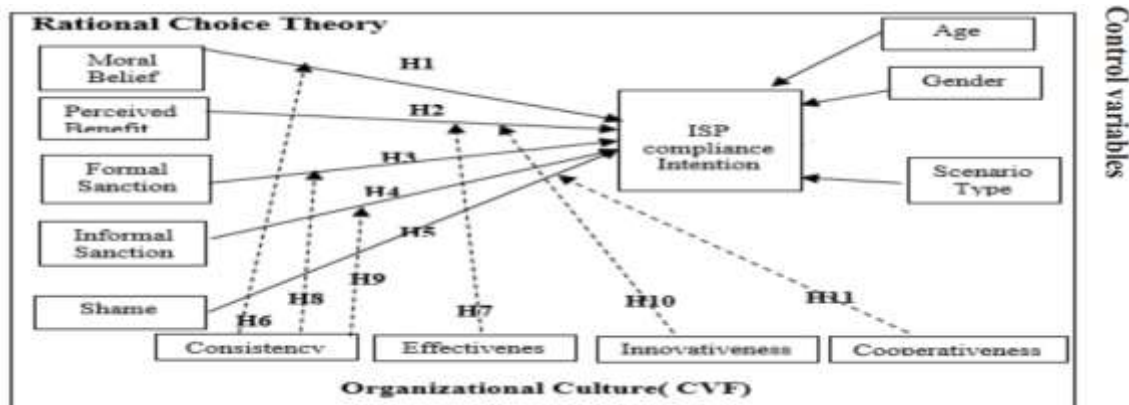 Rational Choice Theory
Moral
Belief
Perceived
Benefit
Formal
Sanction
Informal
Sanction
Shame
H1
H2
H3
H4
H5
H6
H8
H9
H7
H10
H11
ISP
compliance
Intention
Age
Gender
Scenario
Type
Control variables
Consistency
Effectivenes
Innovativeness
Cooperativeness
Organizational Culture( CVF)